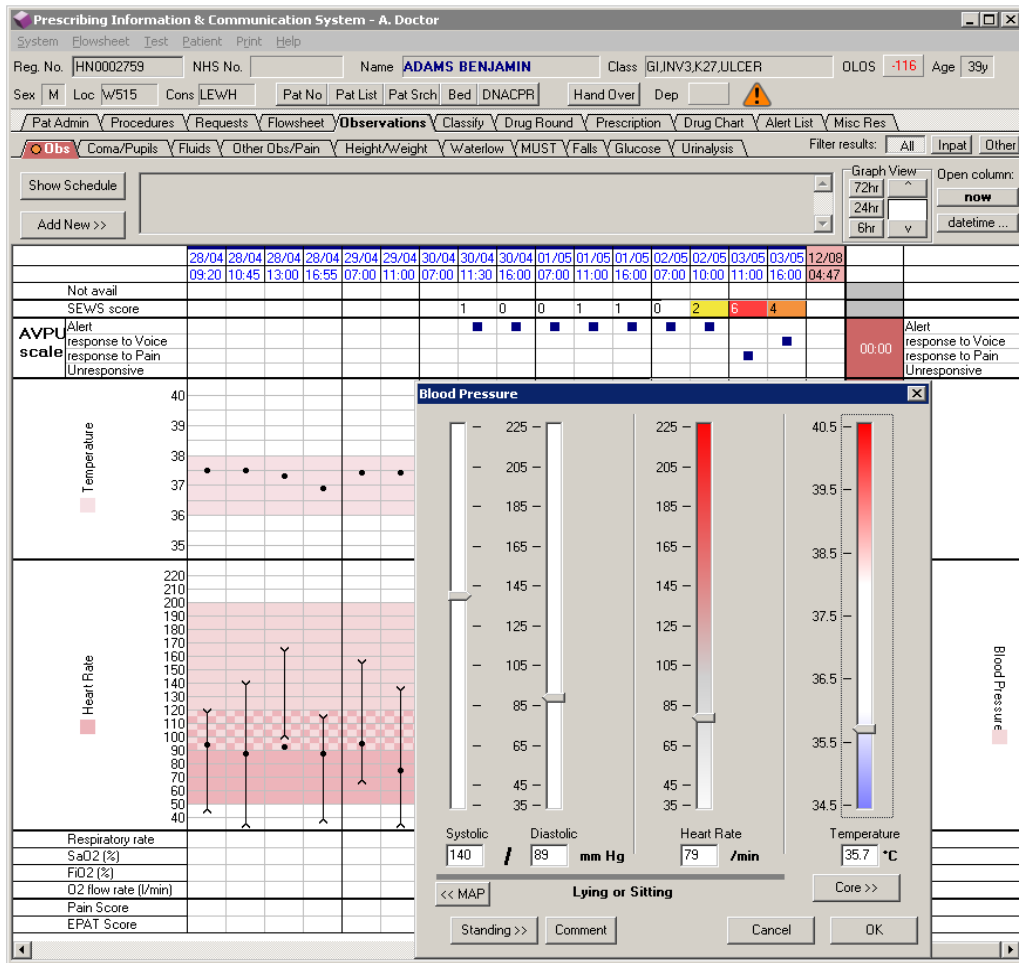 Prescribing Information & Communication System - A. Doctor
System Flowsheet Test Patient Print Help
Reg. No. HN0002759 NHS No. Name ADAMS BENJAMIN Class GI,INV3,K27,ULCER OLOS -116 Age 39y
Sex M Loc W515 Cons LEWH Pat No Pat List Pat Srch Bed DNACPR Hand Over Dep
Pat Admin Procedures Requests Flowsheet Observations Classify Drug Round Prescription Drug Chart Alert List Misc Res
Obs Coma/Pupils Fluids Other Obs/Pain Height/Weight Waterlow MUST Falls Glucose Urinalysis Filter results: All Inpat Other
Show Schedule
Add New >>
Graph View
72hr ^
24hr
6hr v
Open column:
now
datetime ...
28/04 28/04 28/04 28/04 29/04 29/04 30/04 30/04 30/04 01/05 01/05 01/05 02/05 02/05 03/05 03/05 12/08
09:20 10:45 13:00 16:55 07:00 11:00 07:00 11:30 16:00 07:00 11:00 16:00 07:00 10:00 11:00 16:00 04:47
Not avail
SEWS score 1 0 0 1 1 0 2 6 4
AVPU scale
Alert
response to Voice
response to Pain
Unresponsive
00:00
Alert
response to Voice
response to Pain
Unresponsive
Temperature
40
39
38
37
36
35
Heart Rate
220
210
200
190
180
170
160
150
140
130
120
110
100
90
80
70
60
50
40
Blood Pressure
Respiratory rate
SaO2 (%)
FiO2 (%)
O2 flow rate (l/min)
Pain Score
EPAT Score
Blood Pressure
225
205
185
165
145
125
105
85
65
45
35
225
205
185
165
145
125
105
85
65
45
35
40.5
39.5
38.5
37.5
36.5
35.5
34.5
Systolic Diastolic Heart Rate Temperature
140 / 89 mm Hg 79 /min 35.7 °C
<< MAP Lying or Sitting Core >>
Standing >> Comment Cancel OK